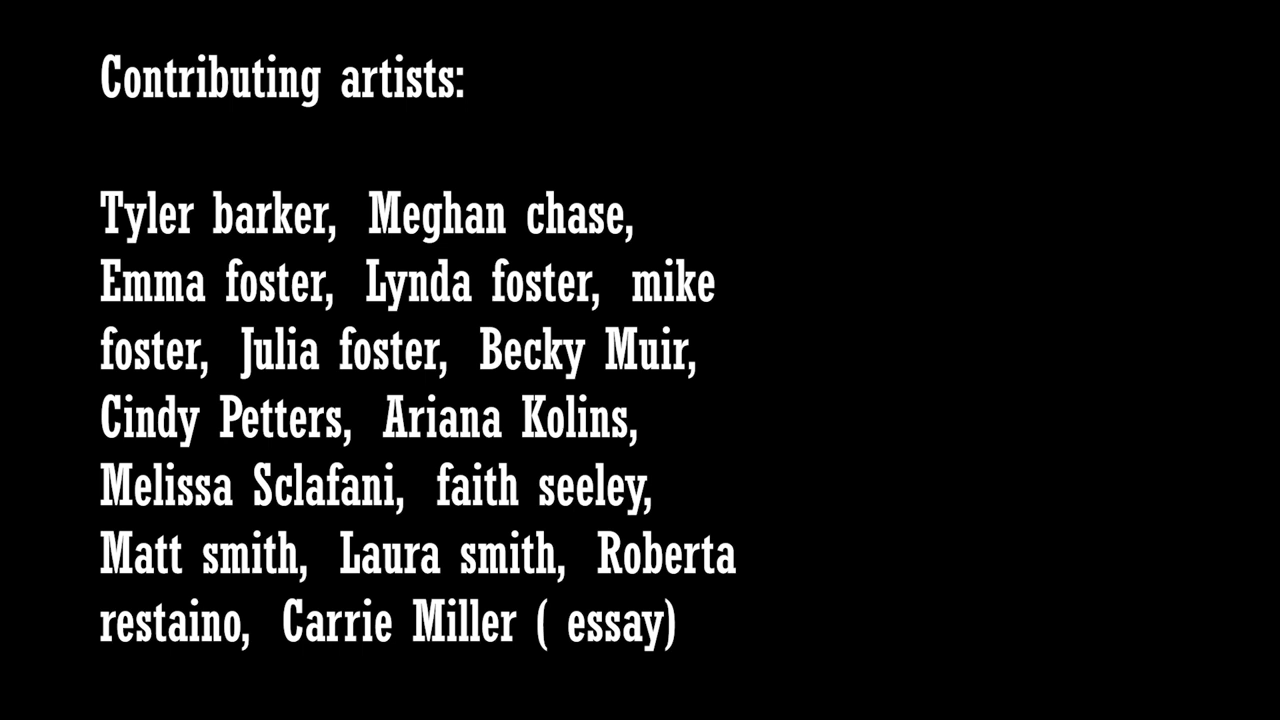 Contributing artists:
Tyler barker, Meghan chase,
Emma foster, Lynda foster, mike
foster, Julia foster, Becky Muir,
Cindy Petters, Ariana Kolins,
Melissa Sclafani, faith seeley,
Matt smith, Laura smith, Roberta
restaino, Carrie Miller ( essay)